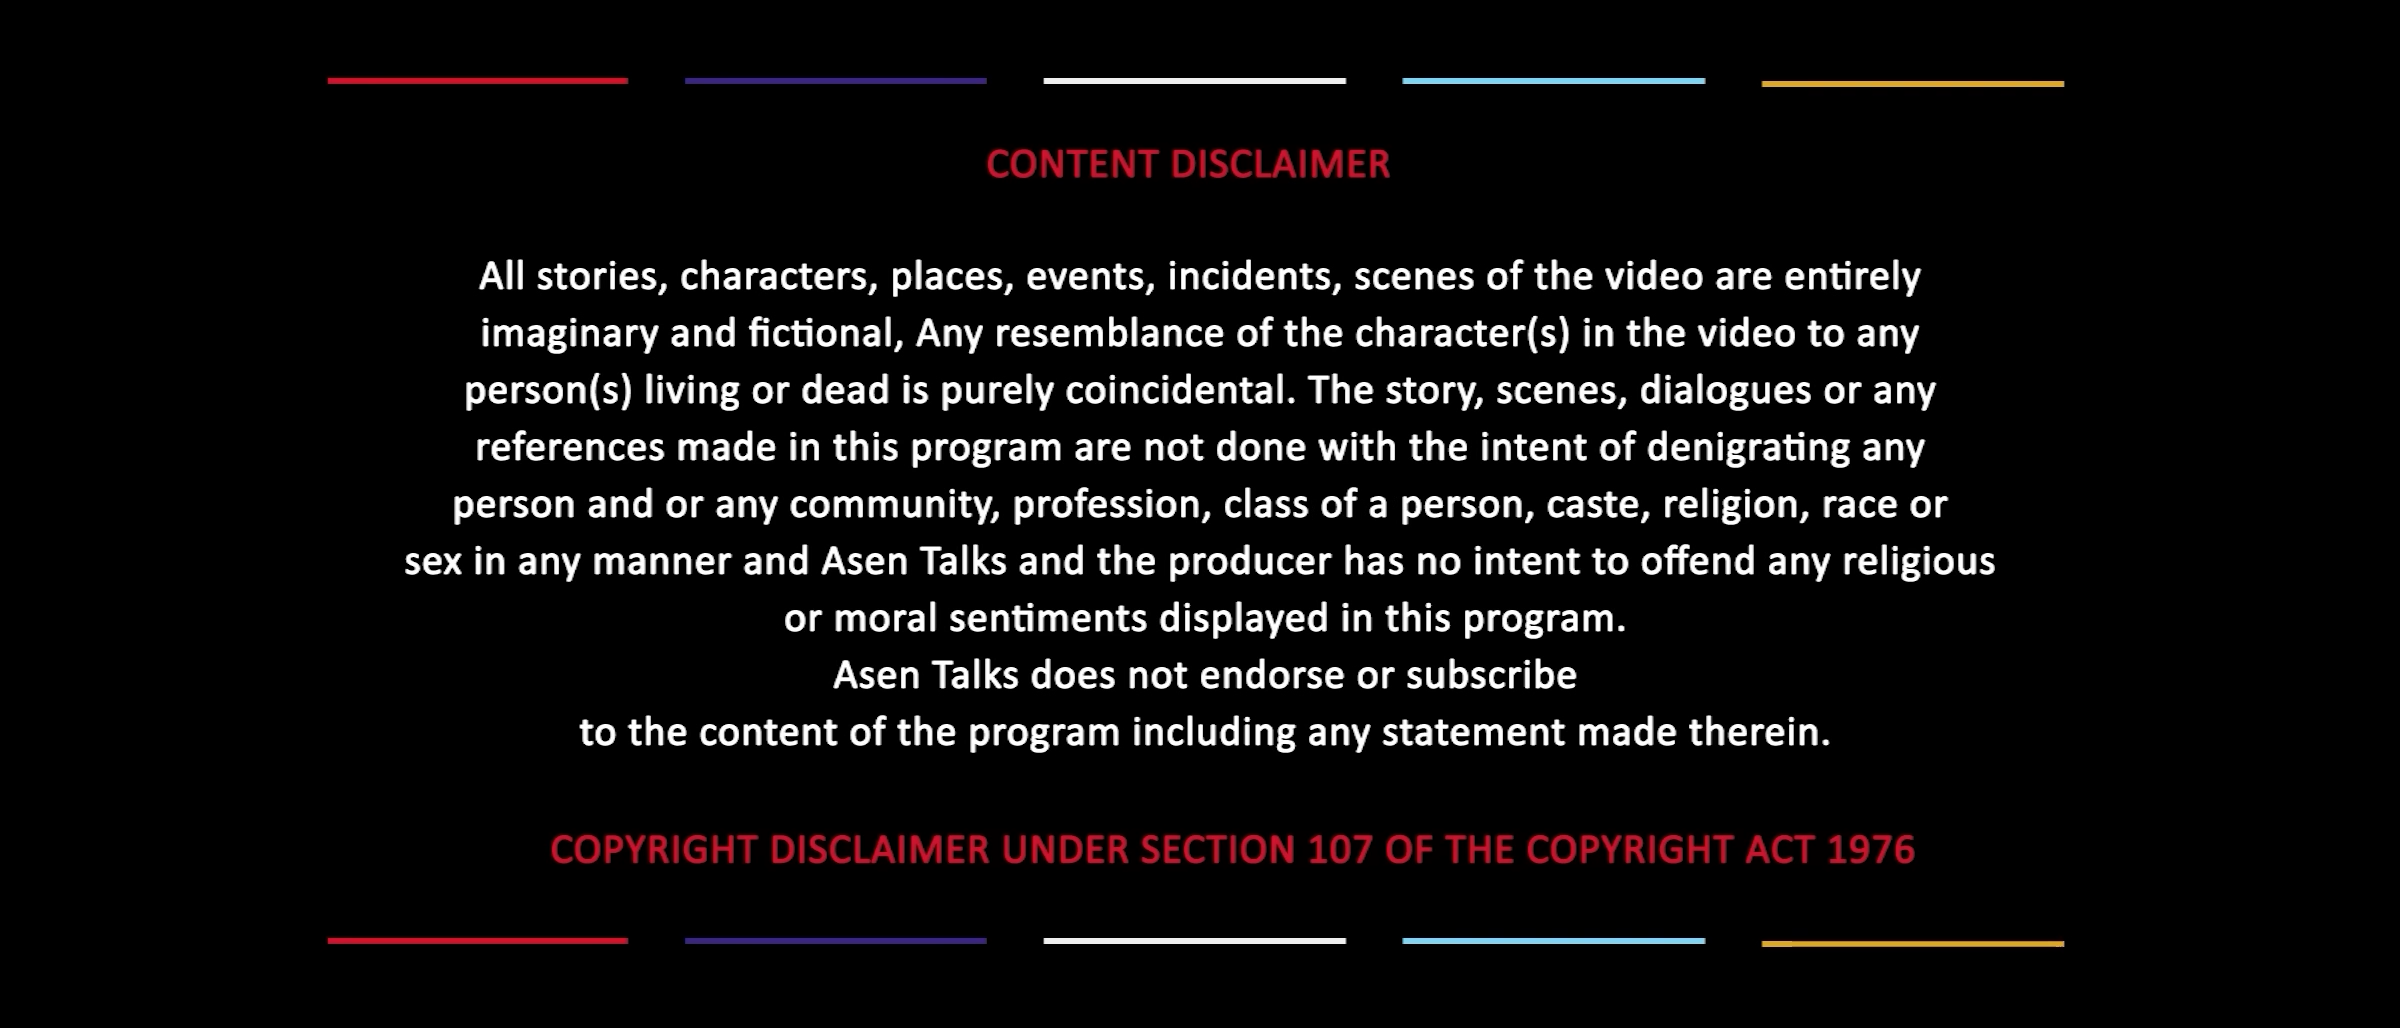 CONTENT DISCLAIMER
All stories, characters, places, events, incidents, scenes of the video are entirely
imaginary and fictional, Any resemblance of the character(s) in the video to any
person(s) living or dead is purely coincidental. The story, scenes, dialogues or any
references made in this program are not done with the intent of denigrating any
person and or any community, profession, class of a person, caste, religion, race or
sex in any manner and Asen Talks and the producer has no intent to offend any religious
or moral sentiments displayed in this program.
Asen Talks does not endorse or subscribe
to the content of the program including any statement made therein.
COPYRIGHT DISCLAIMER UNDER SECTION 107 OF THE COPYRIGHT ACT 1976